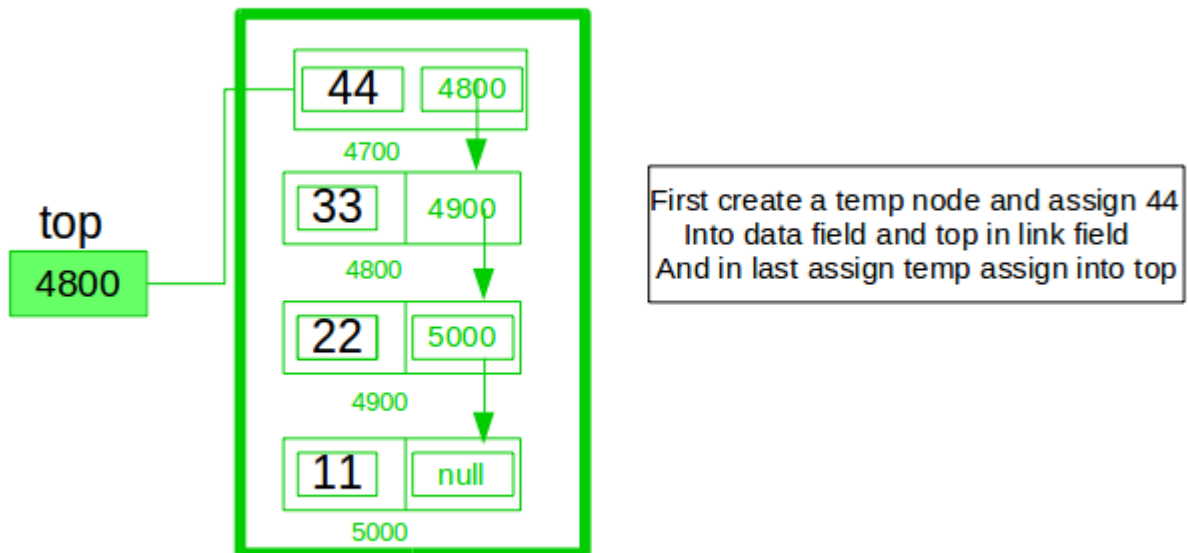 44 4800
4700
33 4900
top
4800
4800
22 5000
4900
11 null
5000
First create a temp node and assign 44
Into data field and top in link field
And in last assign temp assign into top